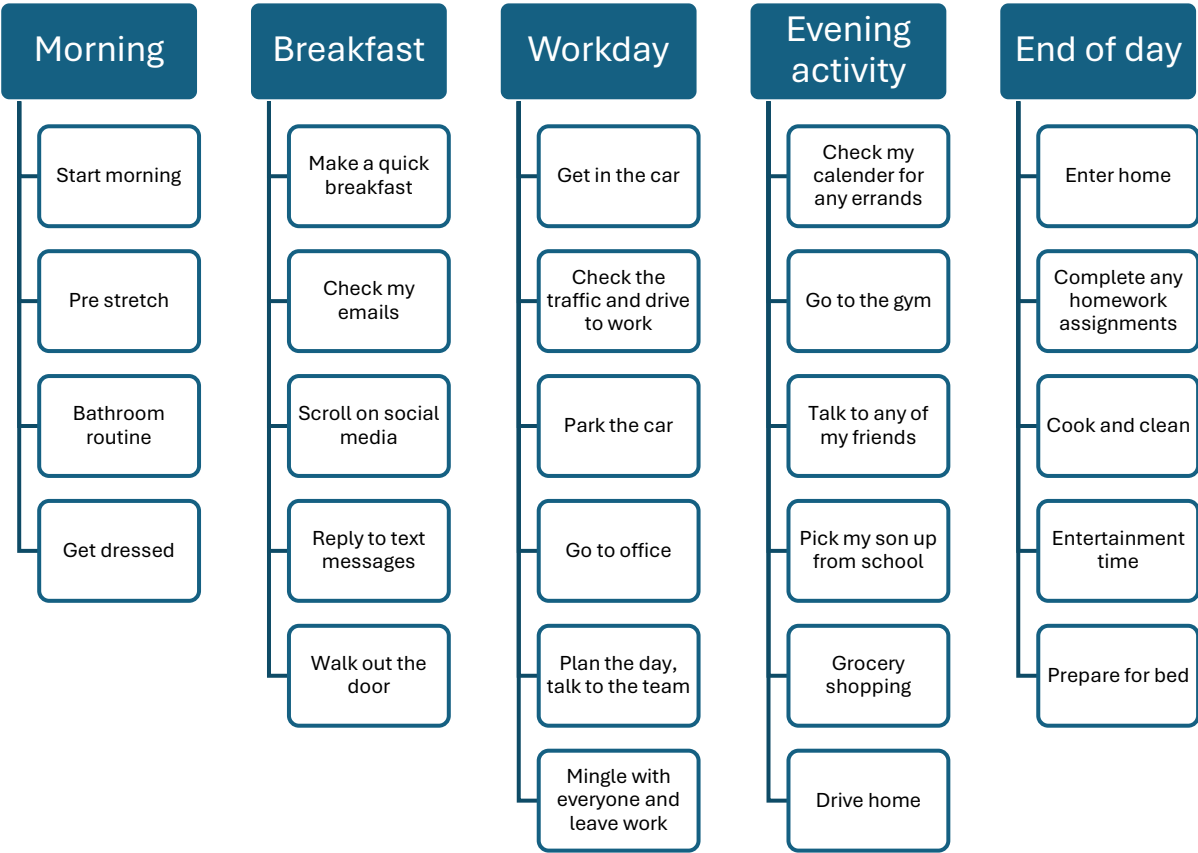 Morning
Start morning
Pre stretch
Bathroom
routine
Get dressed
Breakfast
Make a quick
breakfast
Check my
emails
Scroll on social
media
Reply to text
messages
Walk out the
door
Workday
Get in the car
Check the
traffic and drive
to work
Park the car
Go to office
Plan the day,
talk to the team
Mingle with
everyone and
leave work
Evening
activity
Check my
calender for
any errands
Go to the gym
Talk to any of
my friends
Pick my son up
from school
Grocery
shopping
Drive home
End of day
Enter home
Complete any
homework
assignments
Cook and clean
Entertainment
time
Prepare for bed